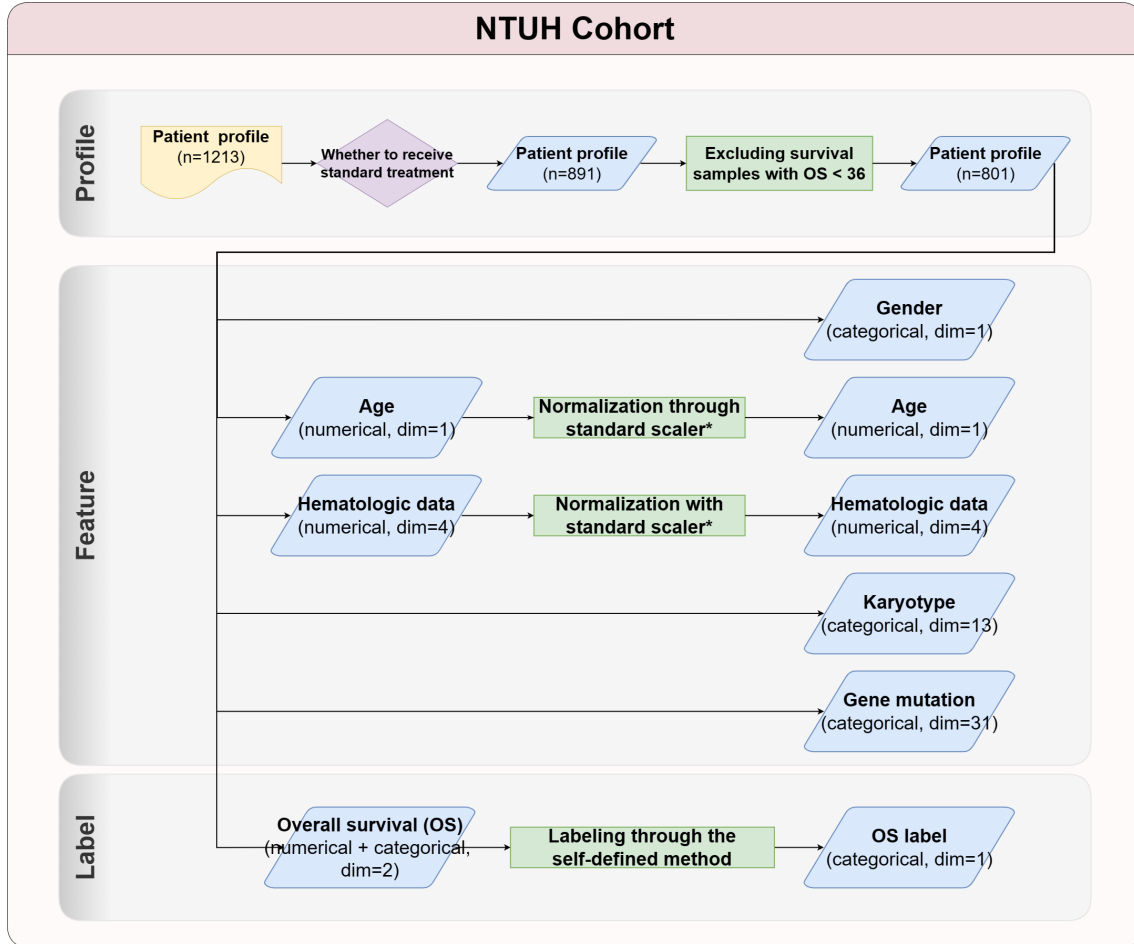 NTUH Cohort
Profile
Patient profile
(n=1213)
Whether to receive
standard treatment
Patient profile
(n=891)
Excluding survival
samples with OS < 36
Patient profile
(n=801)
Feature
Gender
(categorical, dim=1)
Age
(numerical, dim=1)
Normalization through
standard scaler*
Age
(numerical, dim=1)
Hematologic data
(numerical, dim=4)
Normalization with
standard scaler*
Hematologic data
(numerical, dim=4)
Karyotype
(categorical, dim=13)
Gene mutation
(categorical, dim=31)
Label
Overall survival (OS)
(numerical + categorical,
dim=2)
Labeling through the
self-defined method
OS label
(categorical, dim=1)